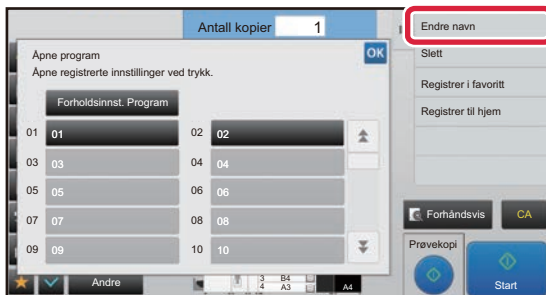 Antall kopier 1
Endre navn
Åpne program
OK
Slett
Åpne registrerte innstillinger ved trykk.
Registrer i favoritt
Forholdsinnst. Program
Registrer til hjem
01 01 02 02
03 03 04 04
05 05 06 06
07 07 08 08
Forhåndsvis CA
09 09 10 10
Prøvekopi
Start
Andre
3 B4
4 A3
A4